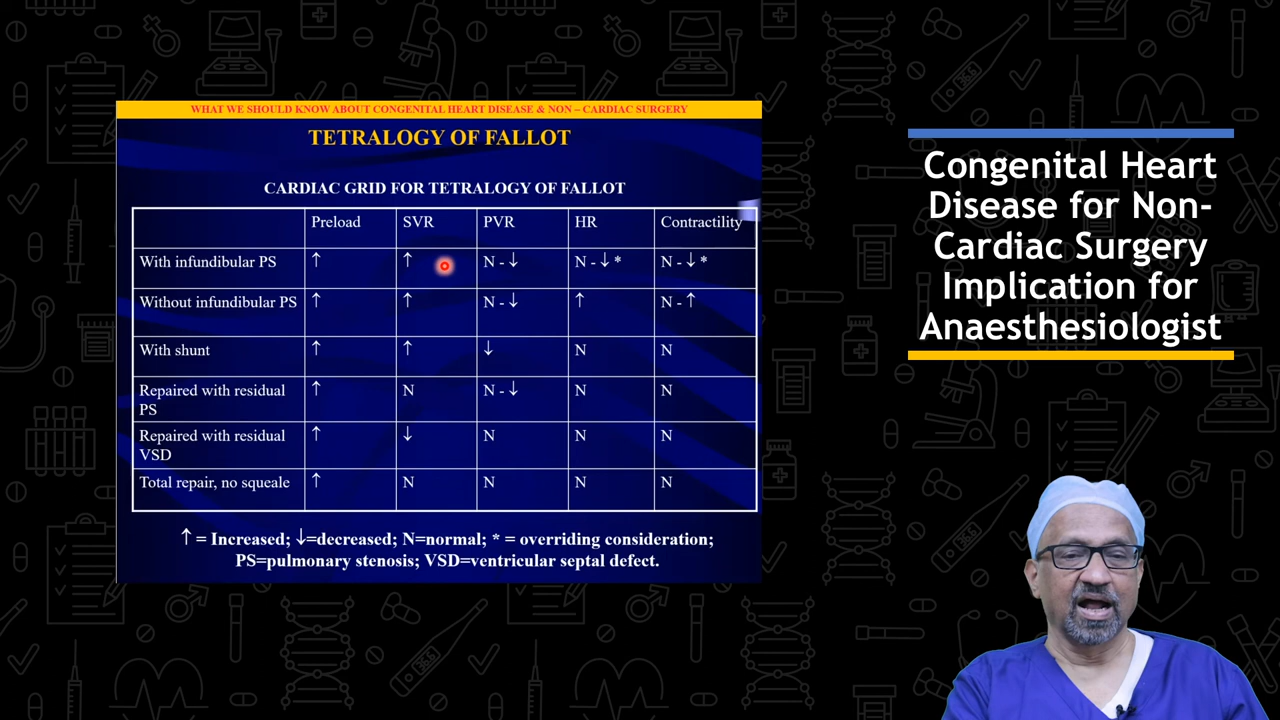 WHAT WE SHOULD KNOW ABOUT CONGENITAL HEART DISEASE & NON – CARDIAC SURGERY
TETRALOGY OF FALLOT
CARDIAC GRID FOR TETRALOGY OF FALLOT
Preload SVR PVR HR Contractility
With infundibular PS ↑ ↑ N - ↓ N - ↓ * N - ↓ *
Without infundibular PS ↑ ↑ N - ↓ ↑ N - ↑
With shunt ↑ ↑ ↓ N N
Repaired with residual ↑ N N - ↓ N N
PS
Repaired with residual ↑ ↓ N N N
VSD
Total repair, no squeale ↑ N N N N
↑ = Increased; ↓=decreased; N=normal; * = overriding consideration;
PS=pulmonary stenosis; VSD=ventricular septal defect.
Congenital Heart
Disease for Non-
Cardiac Surgery
Implication for
Anaesthesiologist